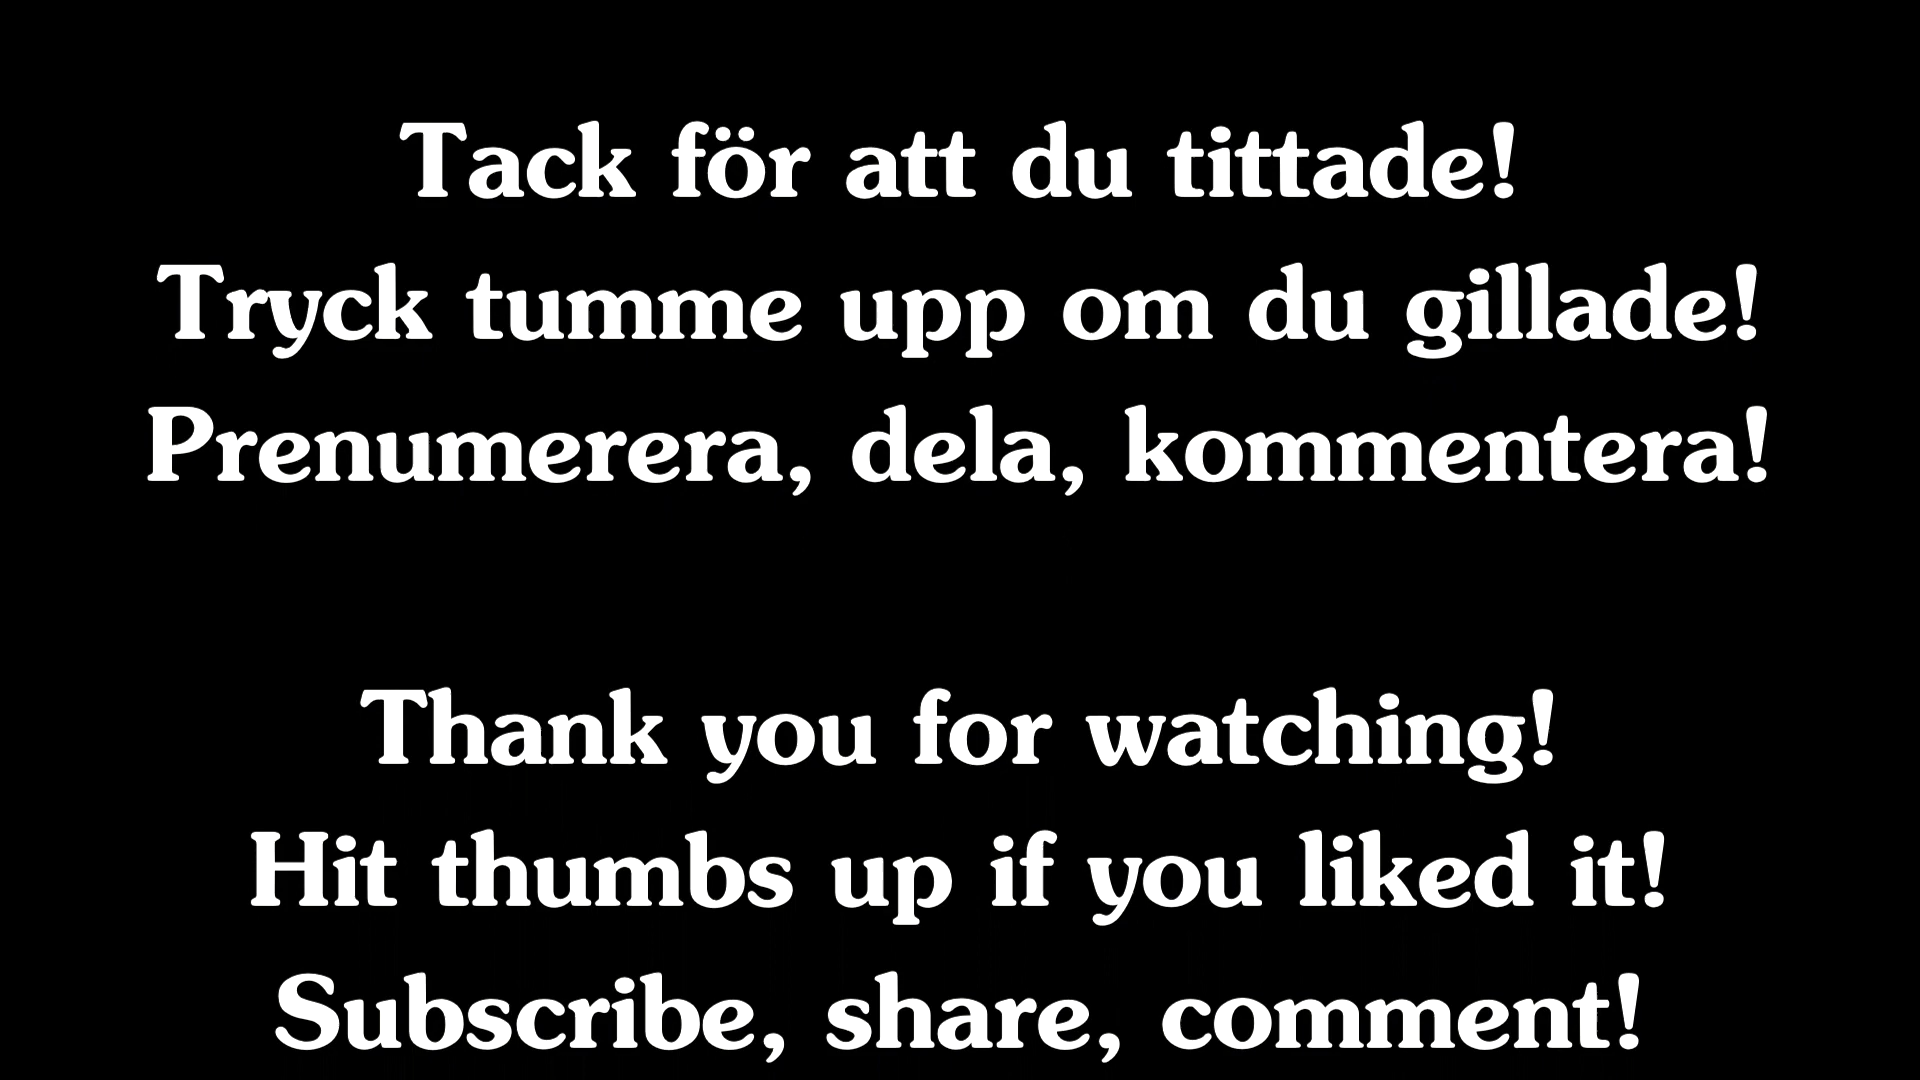 Tack för att du tittade!
Tryck tumme upp om du gillade!
Prenumerera, dela, kommentera!
Thank you for watching!
Hit thumbs up if you liked it!
Subscribe, share, comment!